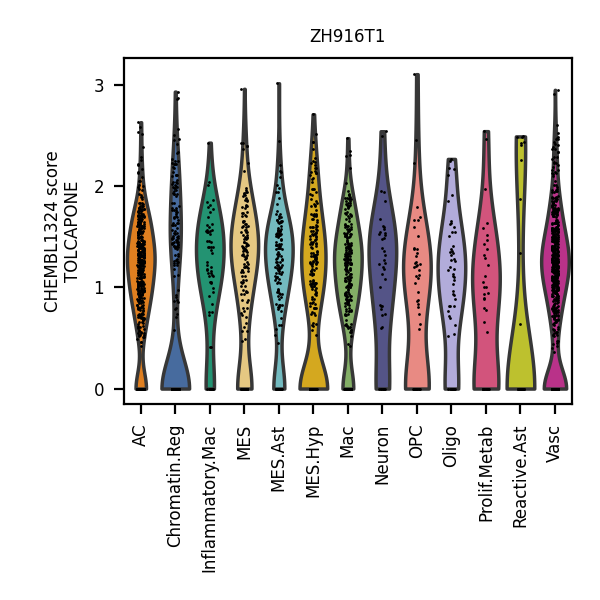 ZH916T1
CHEMBL1324 score
TOLCAPONE
3
2
1
0
AC
Chromatin.Reg
Inflammatory.Mac
MES
MES.Ast
MES.Hyp
Mac
Neuron
OPC
Oligo
Prolif.Metab
Reactive.Ast
Vasc